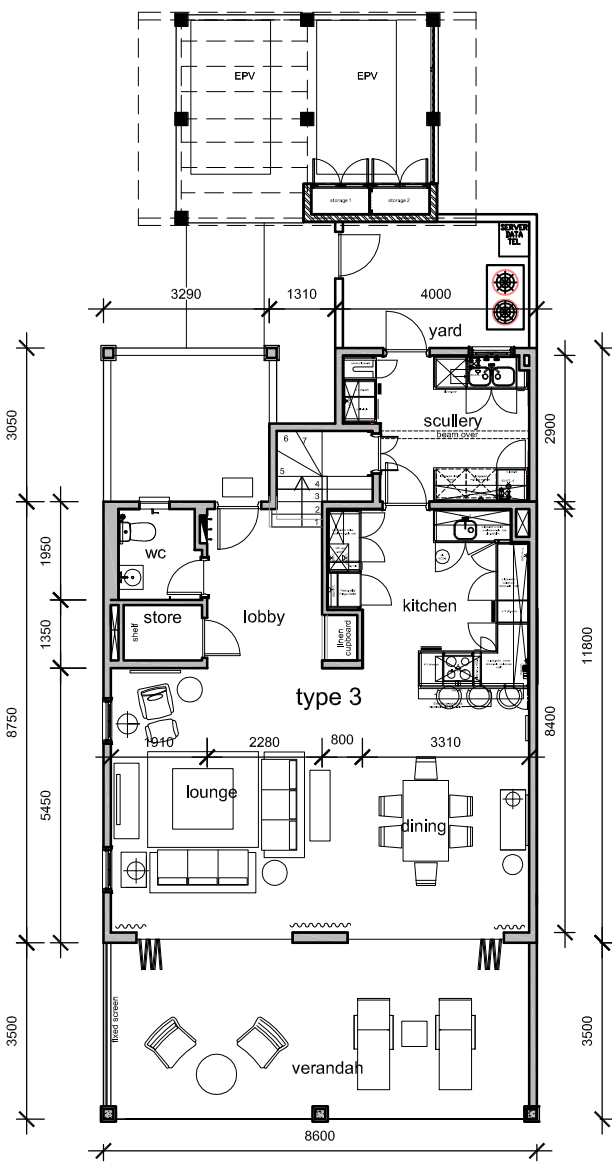 EPV
EPV
storage 1
storage 2
SERVER
DATA
TEL
3290
1310
4000
yard
3050
2900
scullery
beam over
6
7
5
4
3
2
1
1950
wc
kitchen
11800
store
lobby
shelf
linen
cupboard
1350
type 3
8750
8400
1910
2280
800
3310
5450
lounge
dining
fixed screen
3500
3500
verandah
8600